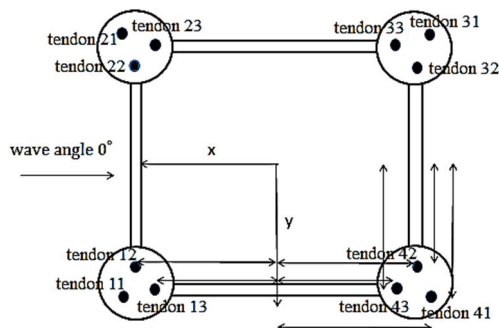 tendon 23
tendon 21
tendon 22
tendon 31
tendon 33
tendon 32
wave angle 0°
x
y
tendon 12
tendon 42
tendon 11
tendon 13
tendon 43
tendon 41